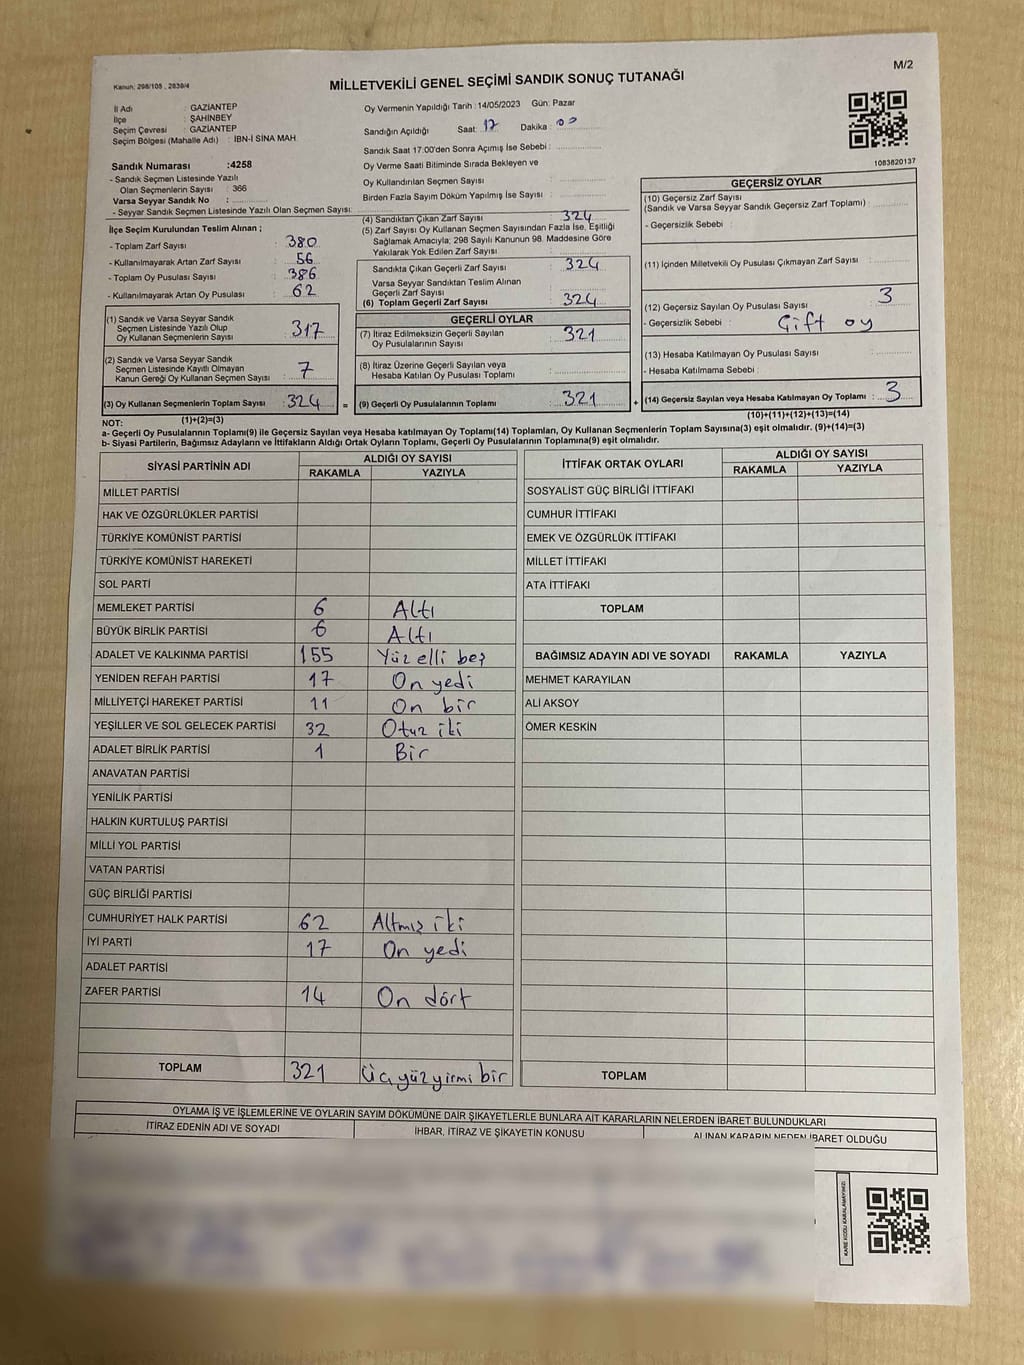 Kanun: 298/105 , 2839/4
MİLLETVEKİLİ GENEL SEÇİMİ SANDIK SONUÇ TUTANAĞI
M/2
İl Adı : GAZİANTEP
İlçe : ŞAHİNBEY
Seçim Çevresi : GAZİANTEP
Seçim Bölgesi (Mahalle Adı) : İBN-İ SİNA MAH.
Sandık Numarası :4258
- Sandık Seçmen Listesinde Yazılı
Olan Seçmenlerin Sayısı : 366
Varsa Seyyar Sandık No :
- Seyyar Sandık Seçmen Listesinde Yazılı Olan Seçmen Sayısı:
Oy Vermenin Yapıldığı Tarih : 14/05/2023 Gün: Pazar
Sandığın Açıldığı Saat: 17 Dakika : 00
Sandık Saat 17:00'den Sonra Açımış İse Sebebi :
Oy Verme Saati Bitiminde Sırada Bekleyen ve
Oy Kullandırılan Seçmen Sayısı :
Birden Fazla Sayım Döküm Yapılmış İse Sayısı :
1083820137
İlçe Seçim Kurulundan Teslim Alınan ;
- Toplam Zarf Sayısı : 380
- Kullanılmayarak Artan Zarf Sayısı : 56
- Toplam Oy Pusulası Sayısı : 386
- Kullanılmayarak Artan Oy Pusulası : 62
(1) Sandık ve Varsa Seyyar Sandık
Seçmen Listesinde Yazılı Olup
Oy Kullanan Seçmenlerin Sayısı : 317
(2) Sandık ve Varsa Seyyar Sandık
Seçmen Listesinde Kayıtlı Olmayan
Kanun Gereği Oy Kullanan Seçmen Sayısı : 7
(3) Oy Kullanan Seçmenlerin Toplam Sayısı : 324 =
(4) Sandıktan Çıkan Zarf Sayısı : 324
(5) Zarf Sayısı Oy Kullanan Seçmen Sayısından Fazla İse, Eşitliği
Sağlamak Amacıyla; 298 Sayılı Kanunun 98. Maddesine Göre
Yakılarak Yok Edilen Zarf Sayısı :
Sandıkta Çıkan Geçerli Zarf Sayısı : 324
Varsa Seyyar Sandıktan Teslim Alınan
Geçerli Zarf Sayısı :
(6) Toplam Geçerli Zarf Sayısı : 324
GEÇERLİ OYLAR
(7) İtiraz Edilmeksizin Geçerli Sayılan
Oy Pusulalarının Sayısı : 321
(8) İtiraz Üzerine Geçerli Sayılan veya
Hesaba Katılan Oy Pusulası Toplamı :
(9) Geçerli Oy Pusulalarının Toplamı : 321 +
GEÇERSİZ OYLAR
(10) Geçersiz Zarf Sayısı
(Sandık ve Varsa Seyyar Sandık Geçersiz Zarf Toplamı) :
- Geçersizlik Sebebi :
(11) İçinden Milletvekili Oy Pusulası Çıkmayan Zarf Sayısı :
(12) Geçersiz Sayılan Oy Pusulası Sayısı : 3
- Geçersizlik Sebebi : Çift oy
(13) Hesaba Katılmayan Oy Pusulası Sayısı :
- Hesaba Katılmama Sebebi :
(14) Geçersiz Sayılan veya Hesaba Katılmayan Oy Toplamı : 3
NOT: (1)+(2)=(3) (10)+(11)+(12)+(13)=(14)
a- Geçerli Oy Pusulalarının Toplamı(9) ile Geçersiz Sayılan veya Hesaba katılmayan Oy Toplamı(14) Toplamları, Oy Kullanan Seçmenlerin Toplam Sayısına(3) eşit olmalıdır. (9)+(14)=(3)
b- Siyasi Partilerin, Bağımsız Adayların ve İttifakların Aldığı Ortak Oyların Toplamı, Geçerli Oy Pusulalarının Toplamına(9) eşit olmalıdır.
SİYASİ PARTİNİN ADI ALDIĞI OY SAYISI
RAKAMLA YAZIYLA
MİLLET PARTİSİ
HAK VE ÖZGÜRLÜKLER PARTİSİ
TÜRKİYE KOMÜNİST PARTİSİ
TÜRKİYE KOMÜNİST HAREKETİ
SOL PARTİ
MEMLEKET PARTİSİ 6 Altı
BÜYÜK BİRLİK PARTİSİ 6 Altı
ADALET VE KALKINMA PARTİSİ 155 Yüz elli beş
YENİDEN REFAH PARTİSİ 17 On yedi
MİLLİYETÇİ HAREKET PARTİSİ 11 On bir
YEŞİLLER VE SOL GELECEK PARTİSİ 32 Otuz iki
ADALET BİRLİK PARTİSİ 1 Bir
ANAVATAN PARTİSİ
YENİLİK PARTİSİ
HALKIN KURTULUŞ PARTİSİ
MİLLİ YOL PARTİSİ
VATAN PARTİSİ
GÜÇ BİRLİĞİ PARTİSİ
CUMHURİYET HALK PARTİSİ 62 Altmış iki
İYİ PARTİ 17 On yedi
ADALET PARTİSİ
ZAFER PARTİSİ 14 On dört
TOPLAM 321 Üç yüz yirmi bir
İTTİFAK ORTAK OYLARI ALDIĞI OY SAYISI
RAKAMLA YAZIYLA
SOSYALİST GÜÇ BİRLİĞİ İTTİFAKI
CUMHUR İTTİFAKI
EMEK VE ÖZGÜRLÜK İTTİFAKI
MİLLET İTTİFAKI
ATA İTTİFAKI
TOPLAM
BAĞIMSIZ ADAYIN ADI VE SOYADI RAKAMLA YAZIYLA
MEHMET KARAYILAN
ALİ AKSOY
ÖMER KESKİN
TOPLAM
OYLAMA İŞ VE İŞLEMLERİNE VE OYLARIN SAYIM DÖKÜMÜNE DAİR ŞİKAYETLERLE BUNLARA AİT KARARLARIN NELERDEN İBARET BULUNDUKLARI
İTİRAZ EDENİN ADI VE SOYADI İHBAR, İTİRAZ VE ŞİKAYETİN KONUSU ALINAN KARARIN NEDEN İBARET OLDUĞU
KARE KODU KARALAMAYINIZ!